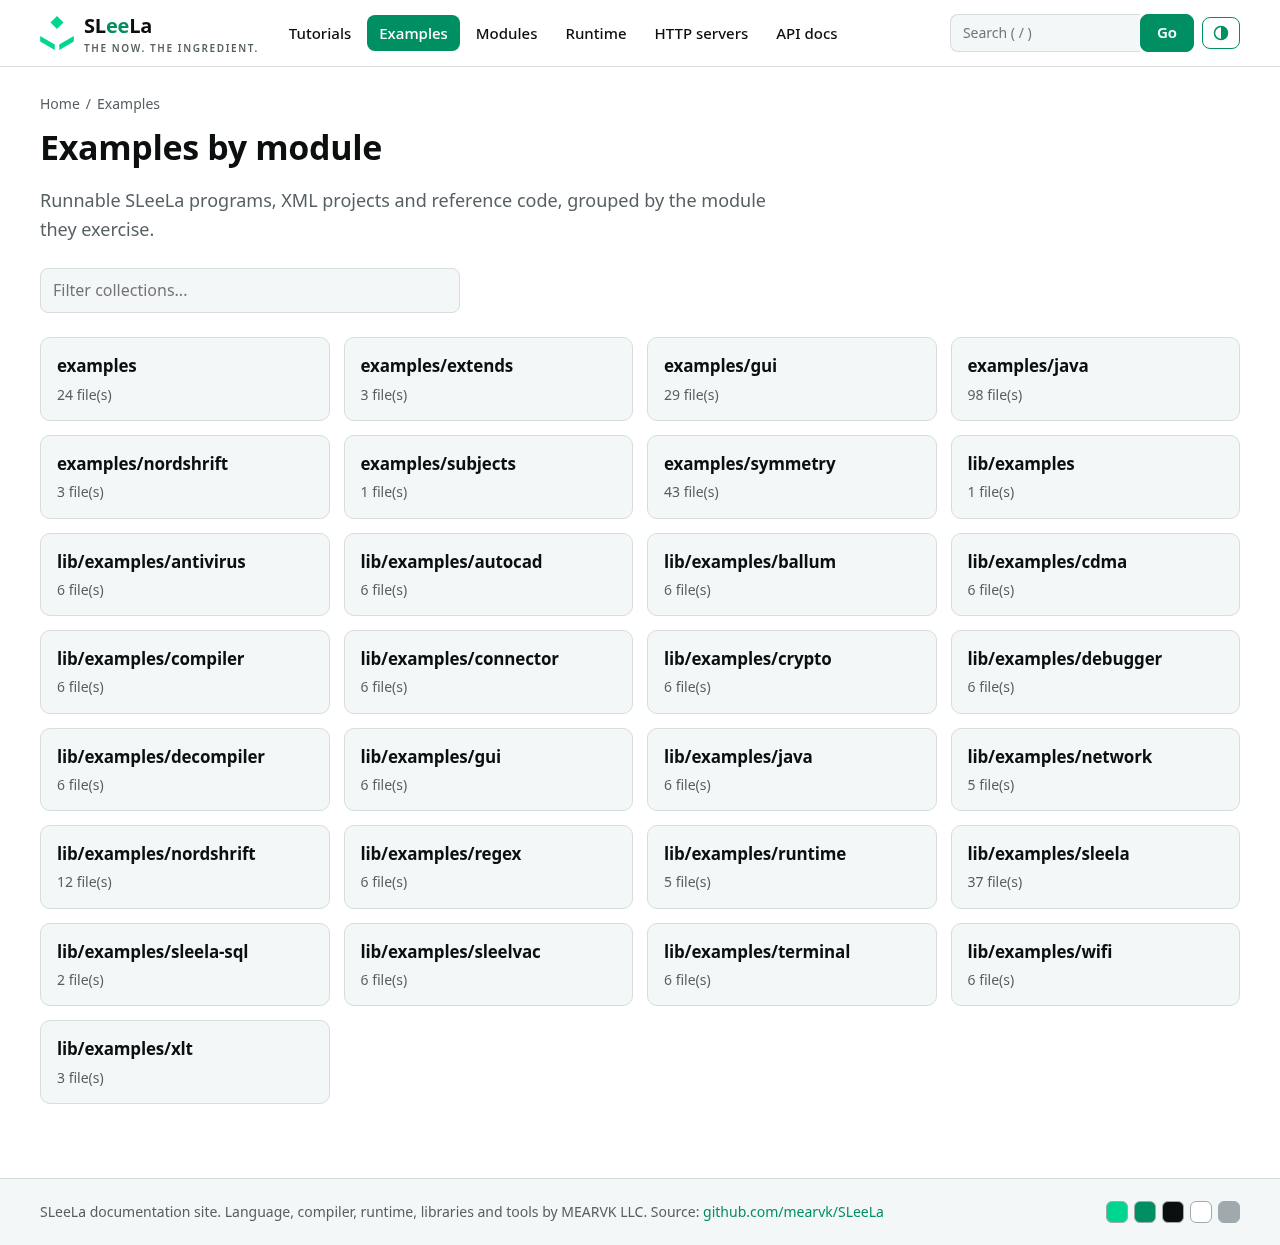 SLeeLa
THE NOW. THE INGREDIENT.
Tutorials
Examples
Modules
Runtime
HTTP servers
API docs
Search ( / )
Go
Home / Examples
Examples by module
Runnable SLeeLa programs, XML projects and reference code, grouped by the module
they exercise.
Filter collections...
examples
24 file(s)
examples/extends
3 file(s)
examples/gui
29 file(s)
examples/java
98 file(s)
examples/nordshrift
3 file(s)
examples/subjects
1 file(s)
examples/symmetry
43 file(s)
lib/examples
1 file(s)
lib/examples/antivirus
6 file(s)
lib/examples/autocad
6 file(s)
lib/examples/ballum
6 file(s)
lib/examples/cdma
6 file(s)
lib/examples/compiler
6 file(s)
lib/examples/connector
6 file(s)
lib/examples/crypto
6 file(s)
lib/examples/debugger
6 file(s)
lib/examples/decompiler
6 file(s)
lib/examples/gui
6 file(s)
lib/examples/java
6 file(s)
lib/examples/network
5 file(s)
lib/examples/nordshrift
12 file(s)
lib/examples/regex
6 file(s)
lib/examples/runtime
5 file(s)
lib/examples/sleela
37 file(s)
lib/examples/sleela-sql
2 file(s)
lib/examples/sleelvac
6 file(s)
lib/examples/terminal
6 file(s)
lib/examples/wifi
6 file(s)
lib/examples/xlt
3 file(s)
SLeeLa documentation site. Language, compiler, runtime, libraries and tools by MEARVK LLC. Source: github.com/mearvk/SLeeLa